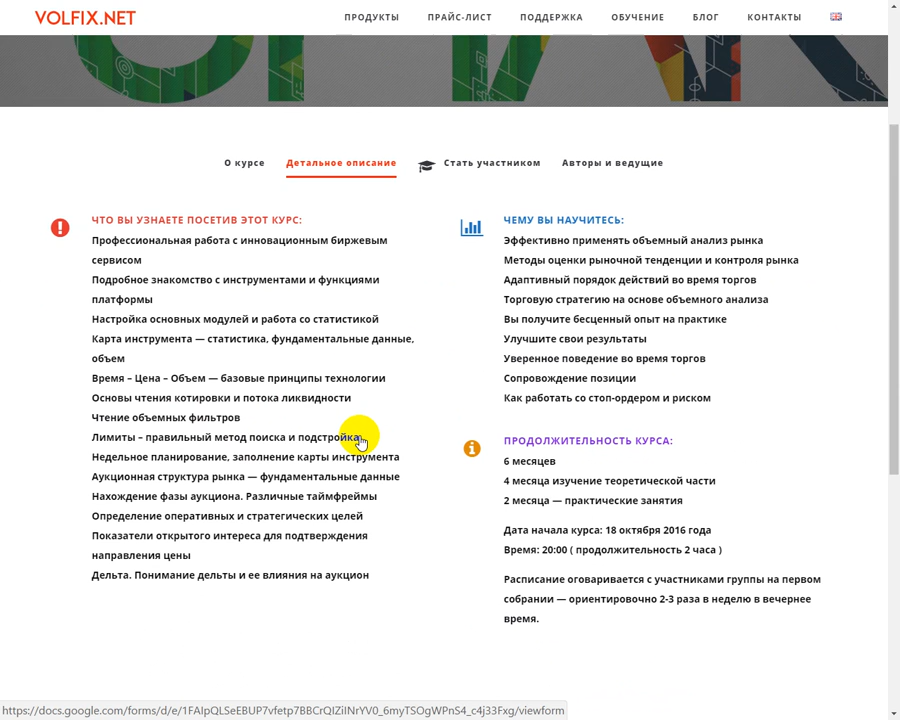 VOLFIX.NET
ПРОДУКТЫ ПРАЙС-ЛИСТ ПОДДЕРЖКА ОБУЧЕНИЕ БЛОГ КОНТАКТЫ
О курсе Детальное описание Стать участником Авторы и ведущие
ЧТО ВЫ УЗНАЕТЕ ПОСЕТИВ ЭТОТ КУРС:
Профессиональная работа с инновационным биржевым
сервисом
Подробное знакомство с инструментами и функциями
платформы
Настройка основных модулей и работа со статистикой
Карта инструмента — статистика, фундаментальные данные,
объем
Время – Цена – Объем — базовые принципы технологии
Основы чтения котировки и потока ликвидности
Чтение объемных фильтров
Лимиты – правильный метод поиска и подстройка
Недельное планирование, заполнение карты инструмента
Аукционная структура рынка — фундаментальные данные
Нахождение фазы аукциона. Различные таймфреймы
Определение оперативных и стратегических целей
Показатели открытого интереса для подтверждения
направления цены
Дельта. Понимание дельты и ее влияния на аукцион
ЧЕМУ ВЫ НАУЧИТЕСЬ:
Эффективно применять объемный анализ рынка
Методы оценки рыночной тенденции и контроля рынка
Адаптивный порядок действий во время торгов
Торговую стратегию на основе объемного анализа
Вы получите бесценный опыт на практике
Улучшите свои результаты
Уверенное поведение во время торгов
Сопровождение позиции
Как работать со стоп-ордером и риском
ПРОДОЛЖИТЕЛЬНОСТЬ КУРСА:
6 месяцев
4 месяца изучение теоретической части
2 месяца — практические занятия
Дата начала курса: 18 октября 2016 года
Время: 20:00 ( продолжительность 2 часа )
Расписание оговаривается с участниками группы на первом
собрании — ориентировочно 2-3 раза в неделю в вечернее
время.
https://docs.google.com/forms/d/e/1FAIpQLSeEBUP7vfetp7BBCrQIZiINrYV0_6myTSOgWPnS4_c4j33Fxg/viewform